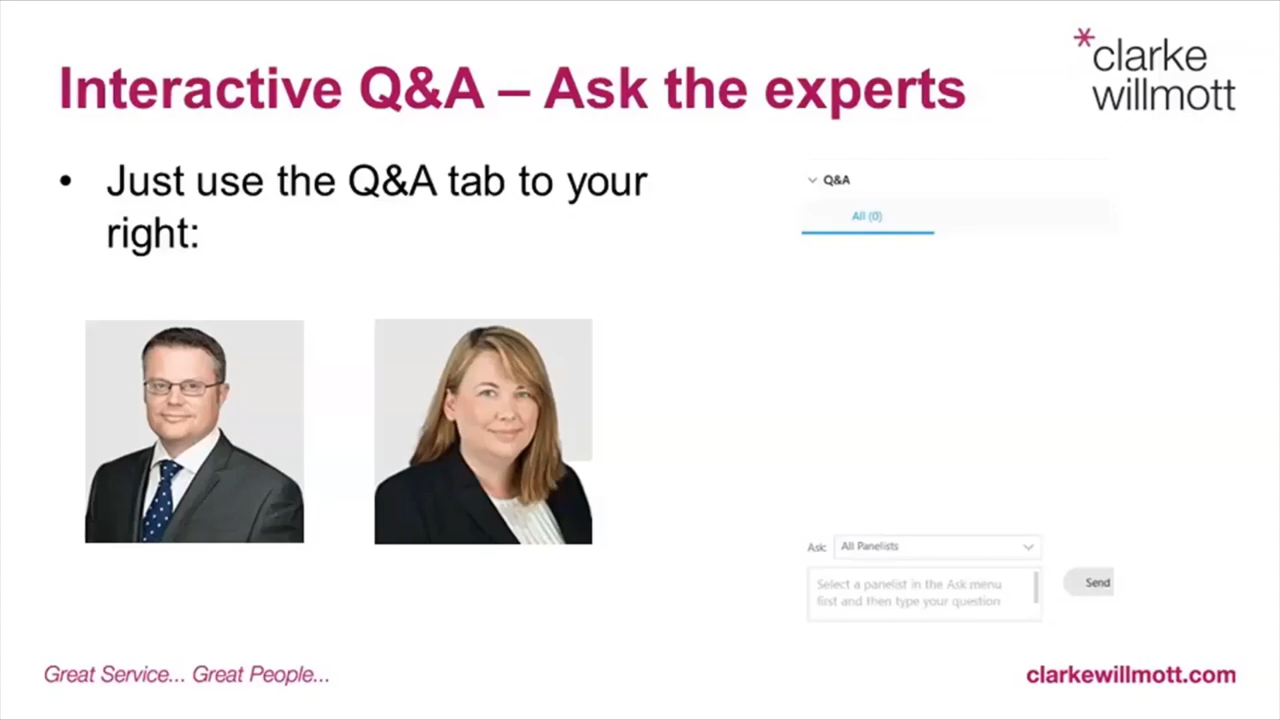 Interactive Q&A – Ask the experts
* clarke
willmott
• Just use the Q&A tab to your
right:
Q&A
All (0)
Ask: All Panelists
Select a panelist in the Ask menu
first and then type your question
Send
Great Service... Great People...
clarkewillmott.com